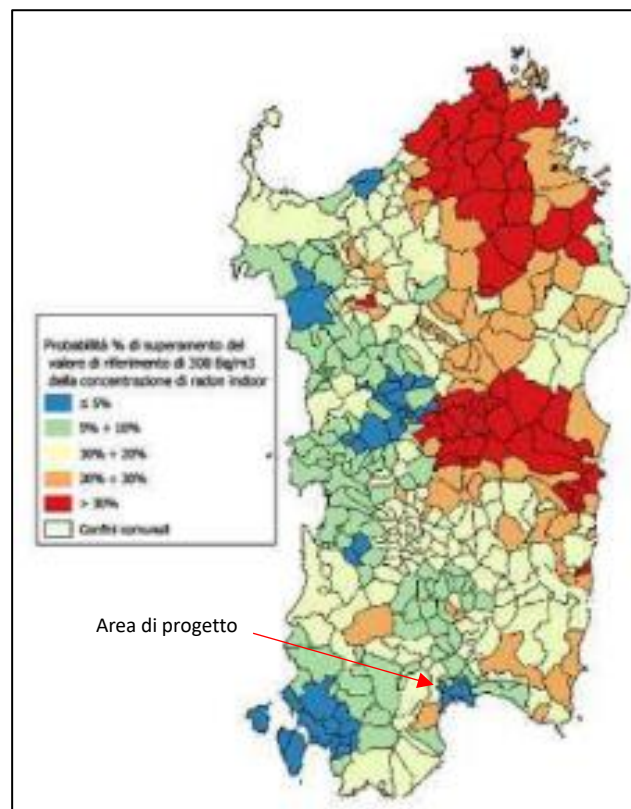 Probabilità % di superamento del
valore di riferimento di 300 Bq/m3
della concentrazione di radon indoor
≤ 5%
5% ÷ 10%
10% ÷ 20%
20% ÷ 30%
> 30%
Confini comunali
Area di progetto